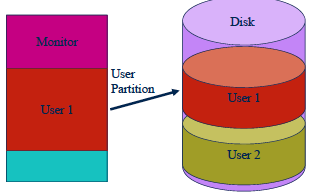 Monitor
User 1
User
Partition
Disk
User 1
User 2